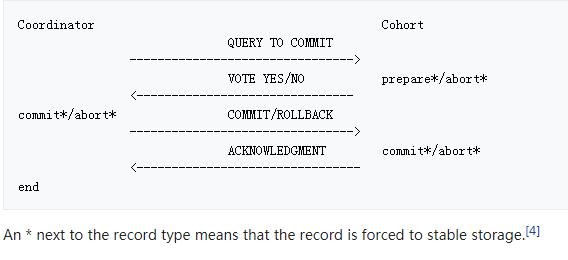 Coordinator Cohort
QUERY TO COMMIT
-------------------------------->
VOTE YES/NO prepare*/abort*
<-------------------------------
commit*/abort* COMMIT/ROLLBACK
-------------------------------->
ACKNOWLEDGMENT commit*/abort*
<--------------------------------
end
An * next to the record type means that the record is forced to stable storage.[4]